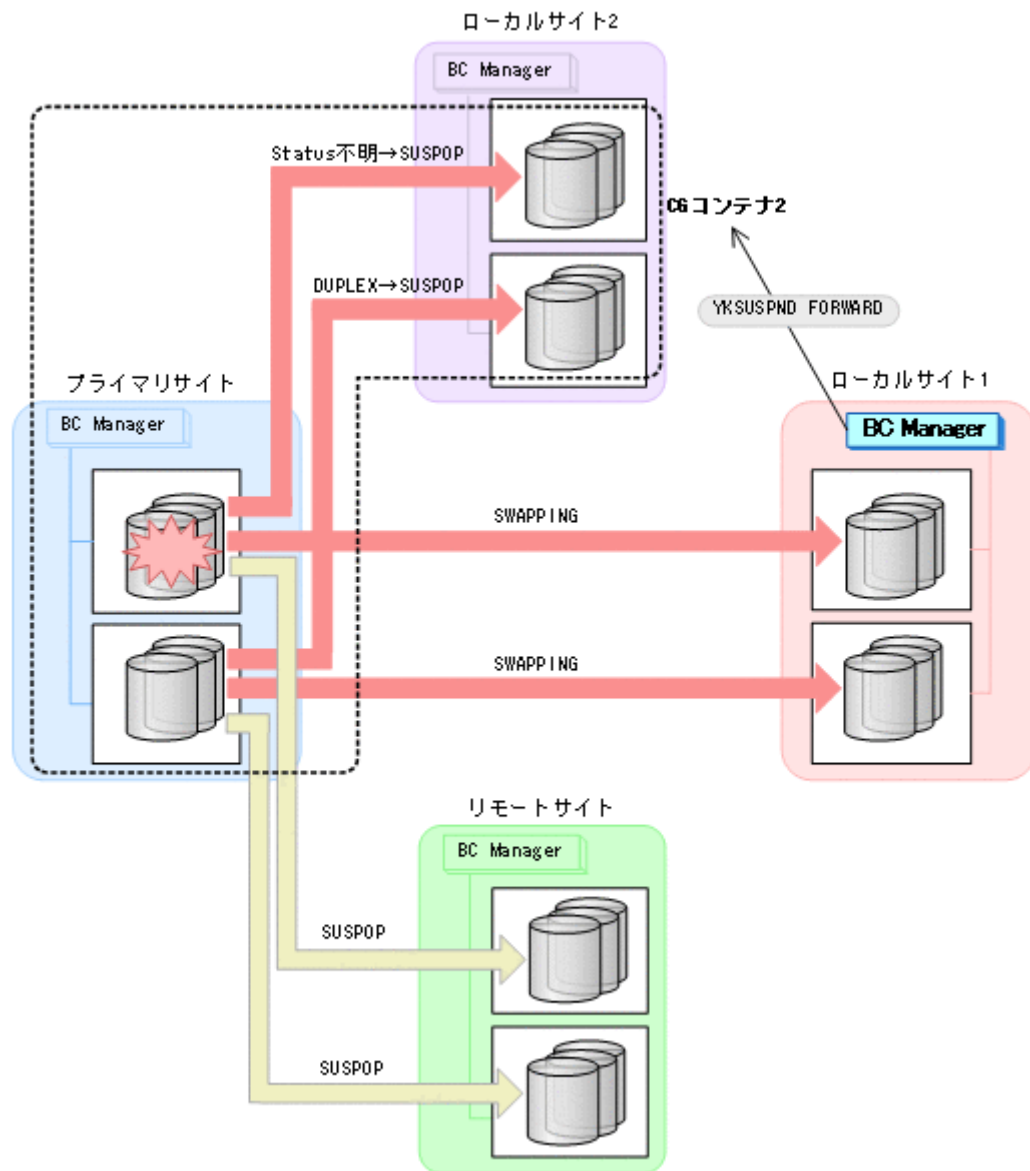 ローカルサイト2
BC Manager
Status不明→SUSPOP
CGコンテナ2
DUPLEX→SUSPOP
YKSUSPND FORWARD
プライマリサイト
ローカルサイト1
BC Manager
BC Manager
SWAPPING
SWAPPING
リモートサイト
BC Manager
SUSPOP
SUSPOP